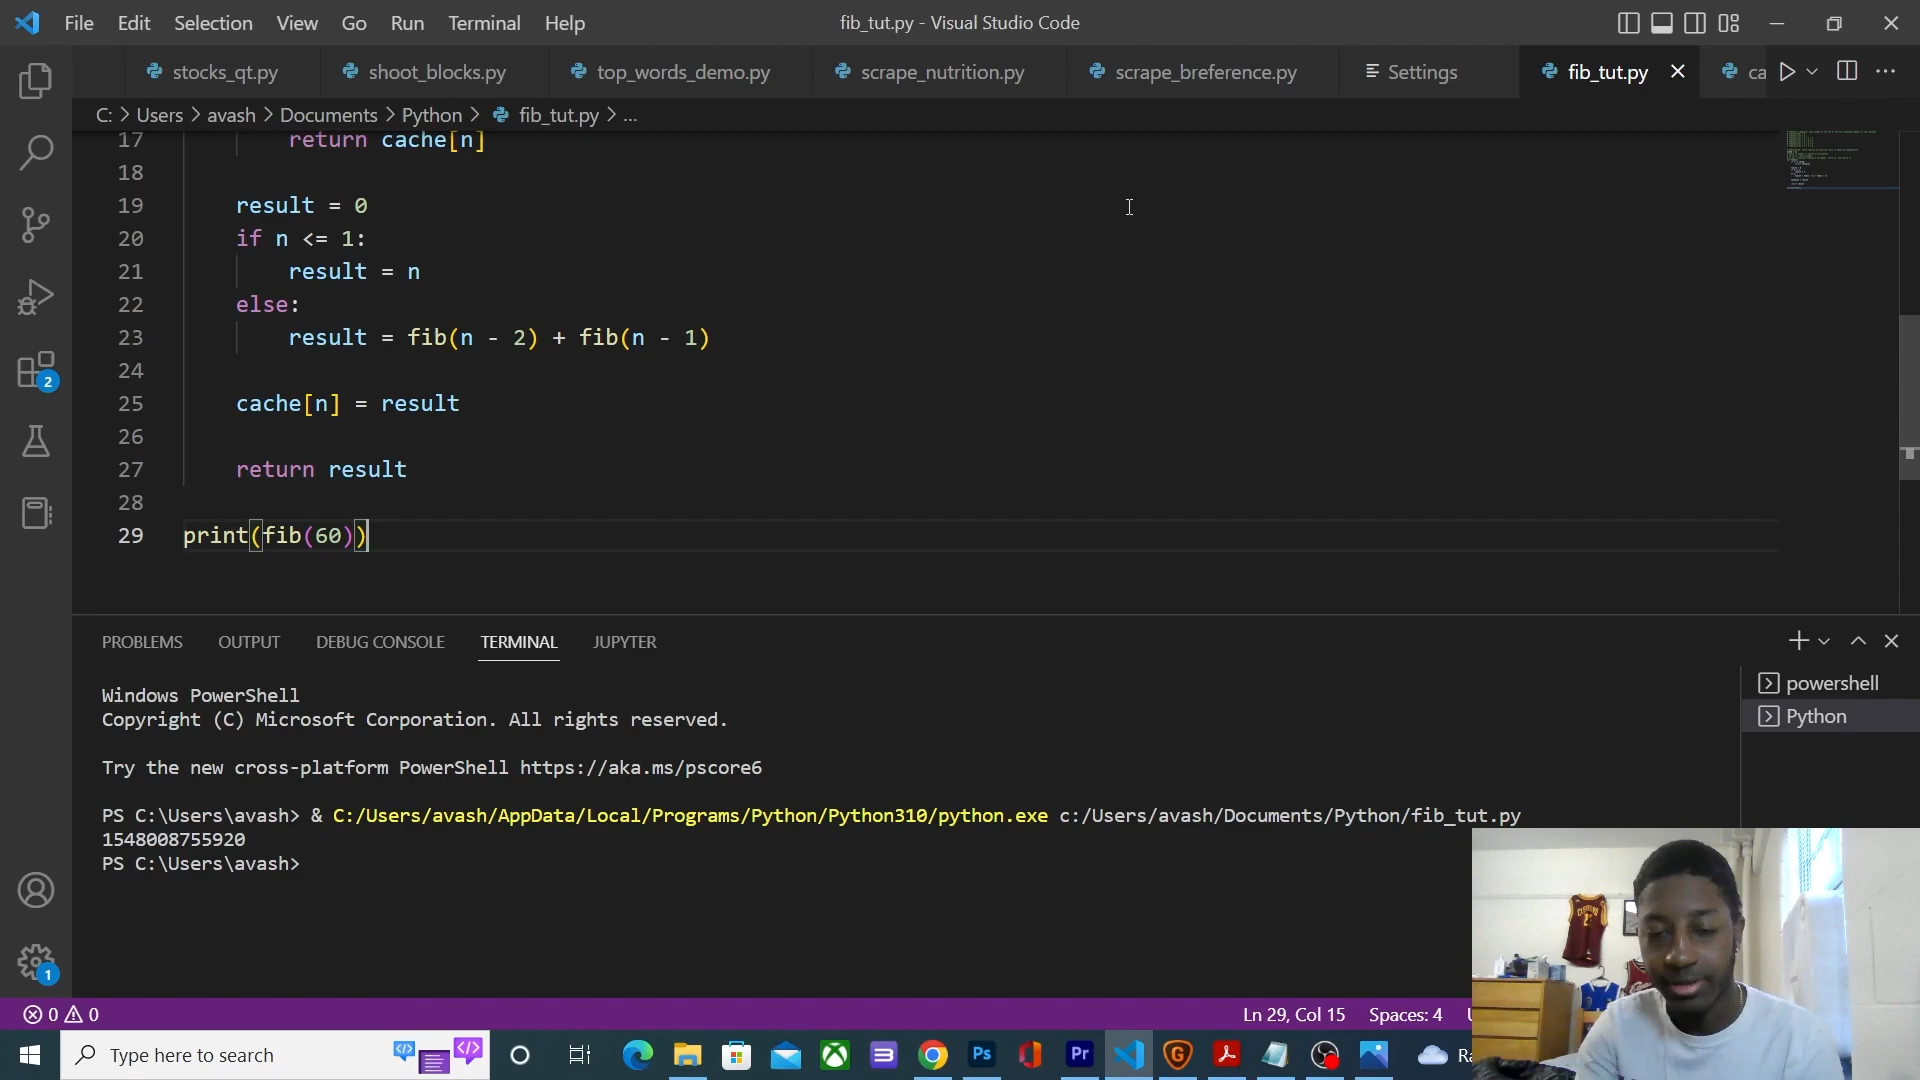 File Edit Selection View Go Run Terminal Help
fib_tut.py - Visual Studio Code
stocks_qt.py shoot_blocks.py top_words_demo.py scrape_nutrition.py scrape_breference.py Settings fib_tut.py ca
C: > Users > avash > Documents > Python > fib_tut.py > ...
17 return cache[n]
18
19 result = 0
20 if n <= 1:
21 result = n
22 else:
23 result = fib(n - 2) + fib(n - 1)
24
25 cache[n] = result
26
27 return result
28
29 print(fib(60))
PROBLEMS OUTPUT DEBUG CONSOLE TERMINAL JUPYTER
Windows PowerShell
Copyright (C) Microsoft Corporation. All rights reserved.
Try the new cross-platform PowerShell https://aka.ms/pscore6
PS C:\Users\avash> & C:/Users/avash/AppData/Local/Programs/Python/Python310/python.exe c:/Users/avash/Documents/Python/fib_tut.py
1548008755920
PS C:\Users\avash>
powershell
Python
2
1
0 0
Ln 29, Col 15 Spaces: 4
Type here to search
Ps Pr
Ra